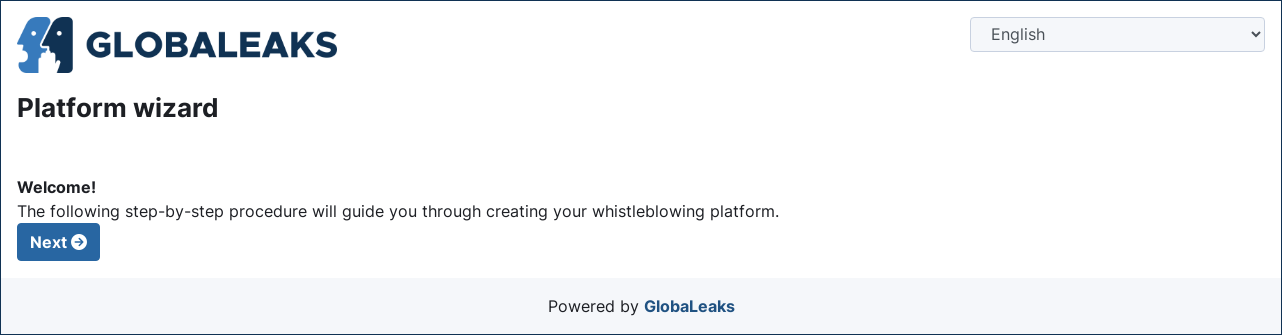 GLOBALEAKS
English
Platform wizard
Welcome!
The following step-by-step procedure will guide you through creating your whistleblowing platform.
Next
Powered by GlobaLeaks